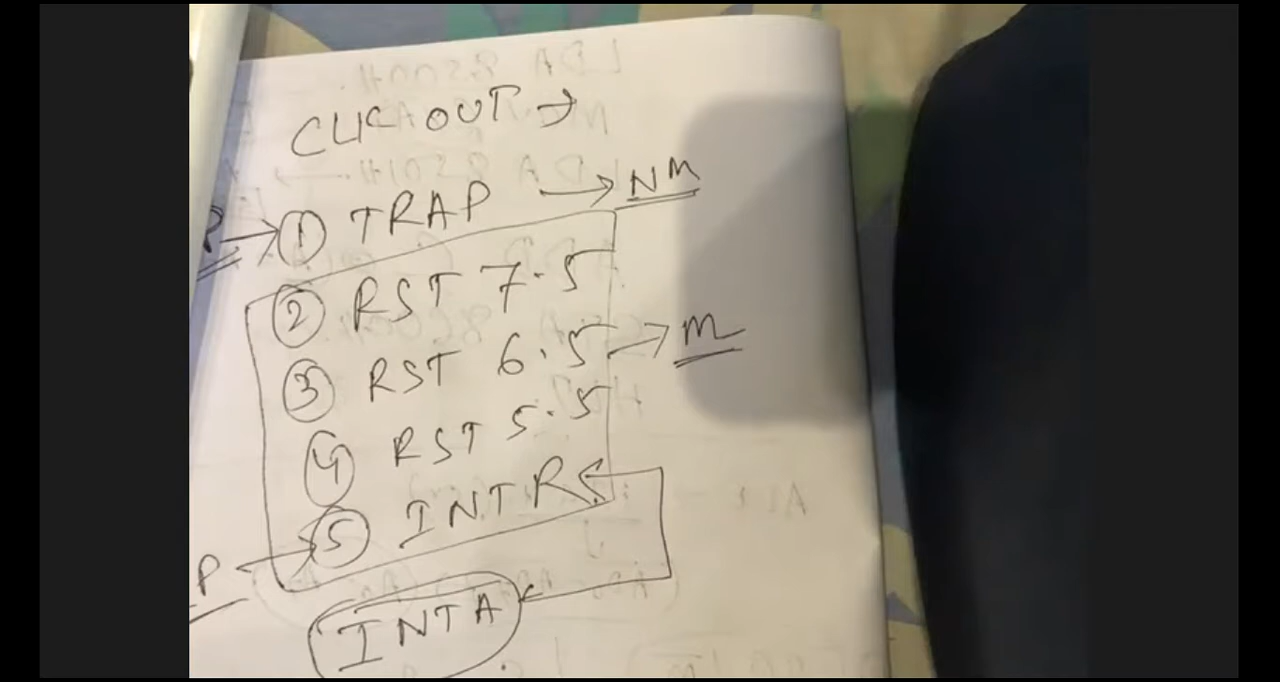 CLK OUT →
① TRAP → NM
② RST 7.5
③ RST 6.5 → M
④ RST 5.5
⑤ INTR
P
INTA